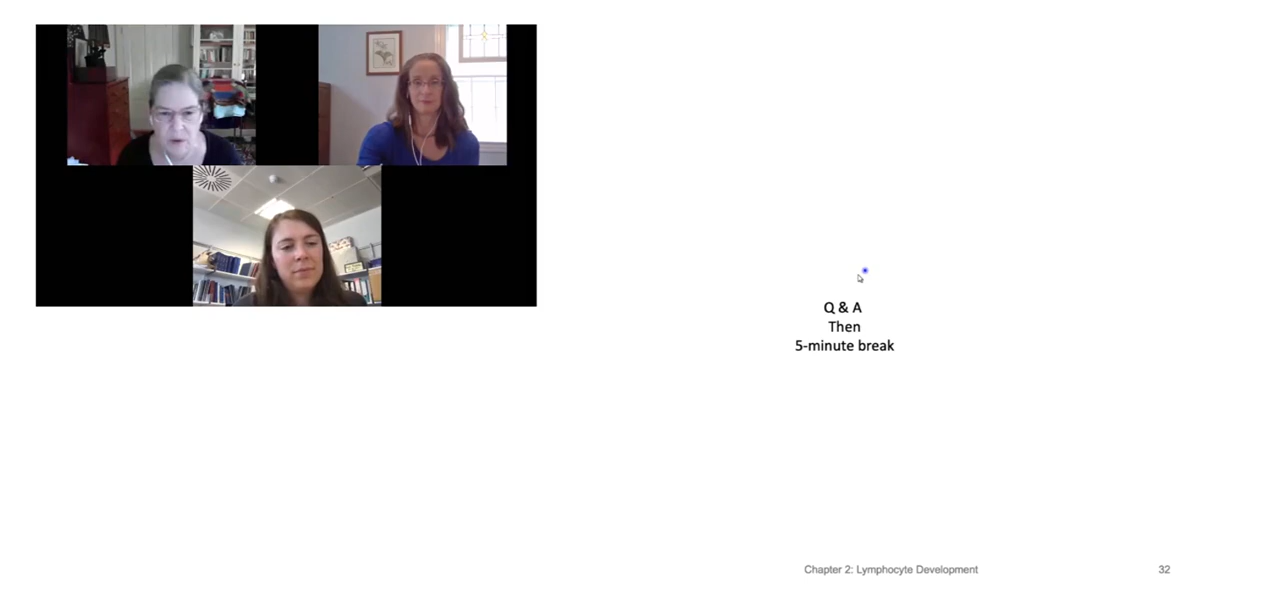 Q & A
Then
5-minute break
Chapter 2: Lymphocyte Development
32